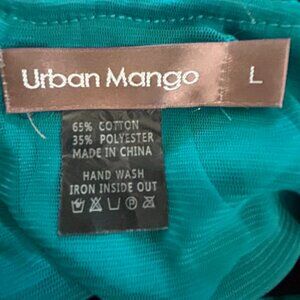 Urban Mango L
65% COTTON
35% POLYESTER
MADE IN CHINA
HAND WASH
IRON INSIDE OUT